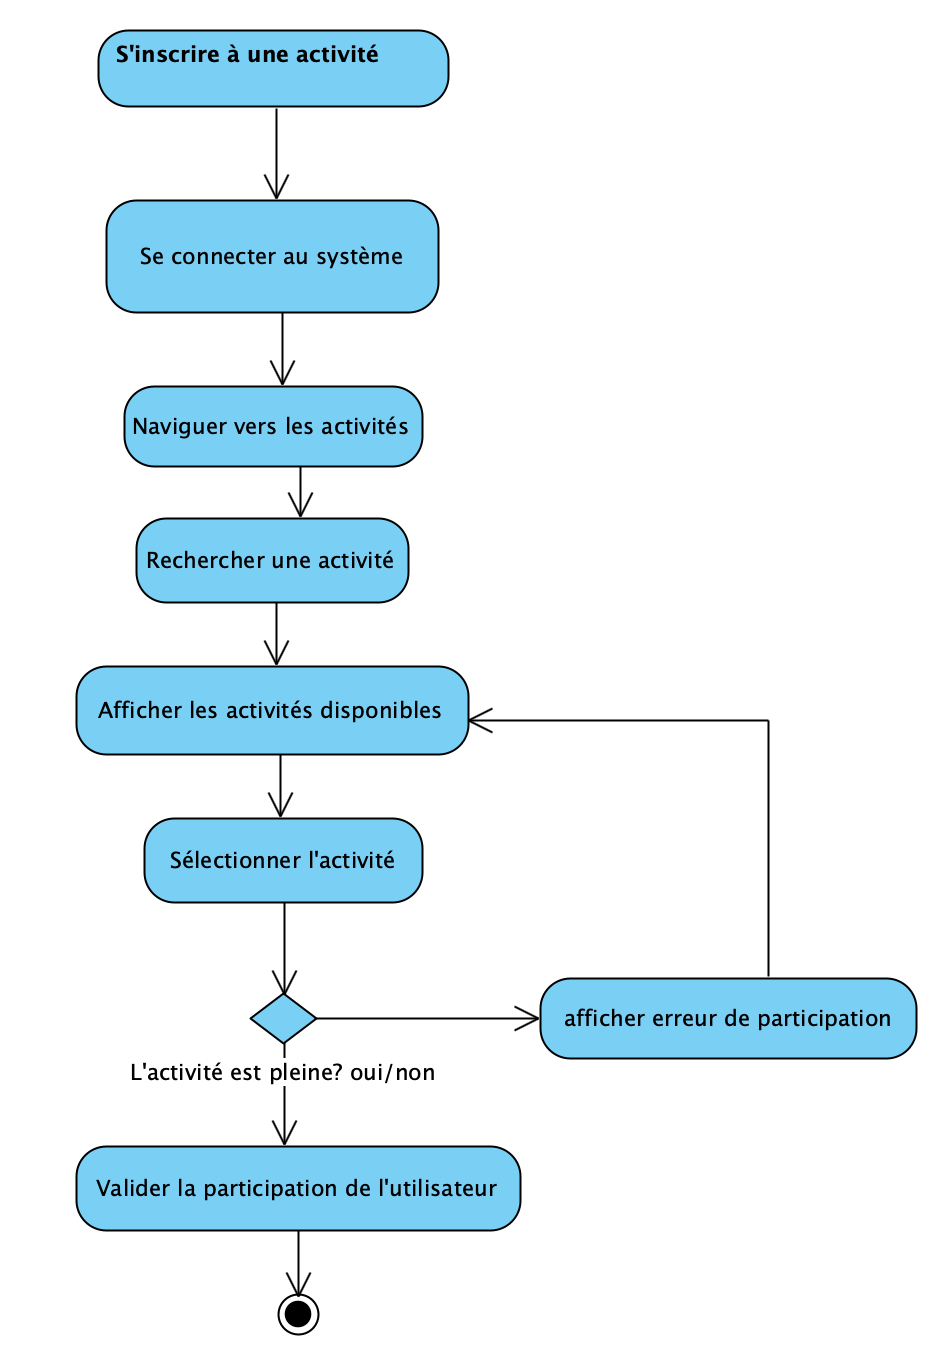 S'inscrire à une activité
Se connecter au système
Naviguer vers les activités
Rechercher une activité
Afficher les activités disponibles
Sélectionner l'activité
afficher erreur de participation
L'activité est pleine? oui/non
Valider la participation de l'utilisateur